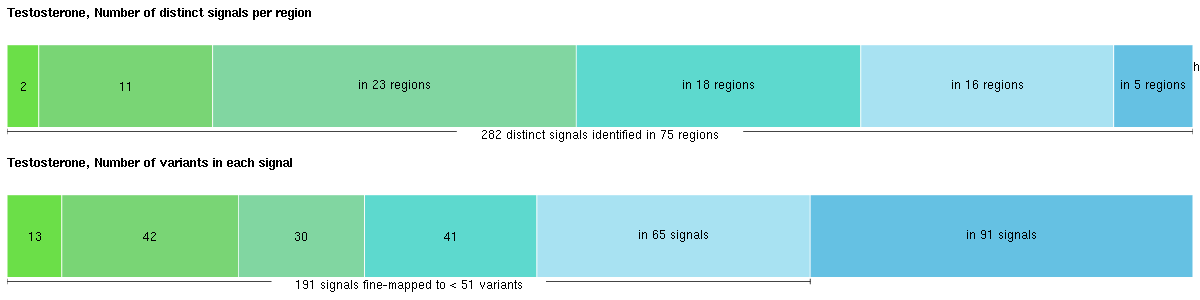 Testosterone, Number of distinct signals per region
2 11 in 23 regions in 18 regions in 16 regions in 5 regions h
282 distinct signals identified in 75 regions
Testosterone, Number of variants in each signal
13 42 30 41 in 65 signals in 91 signals
191 signals fine-mapped to < 51 variants